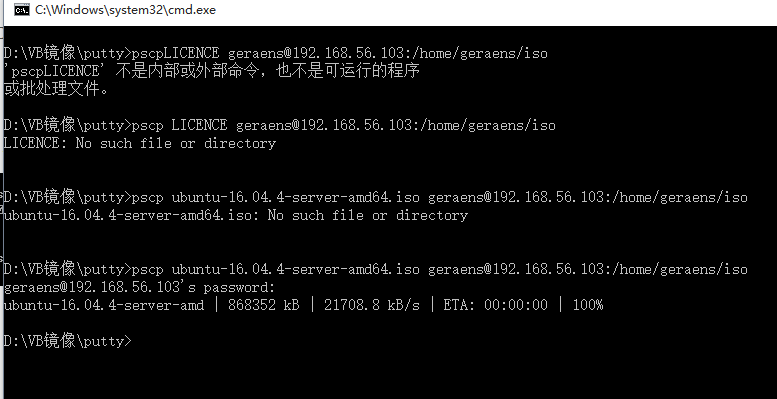 C:\Windows\system32\cmd.exe
D:\VB镜像\putty>pscpLICENCE geraens@192.168.56.103:/home/geraens/iso
'pscpLICENCE' 不是内部或外部命令，也不是可运行的程序
或批处理文件。
D:\VB镜像\putty>pscp LICENCE geraens@192.168.56.103:/home/geraens/iso
LICENCE: No such file or directory
D:\VB镜像\putty>pscp ubuntu-16.04.4-server-amd64.iso geraens@192.168.56.103:/home/geraens/iso
ubuntu-16.04.4-server-amd64.iso: No such file or directory
D:\VB镜像\putty>pscp ubuntu-16.04.4-server-amd64.iso geraens@192.168.56.103:/home/geraens/iso
geraens@192.168.56.103's password:
ubuntu-16.04.4-server-amd | 868352 kB | 21708.8 kB/s | ETA: 00:00:00 | 100%
D:\VB镜像\putty>